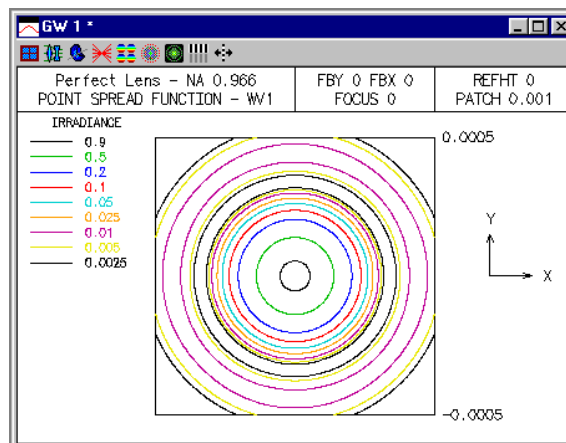 GW 1 *
Perfect Lens - NA 0.966
POINT SPREAD FUNCTION - WV1
FBY 0 FBX 0
FOCUS 0
REFHT 0
PATCH 0.001
IRRADIANCE
0.9
0.5
0.2
0.1
0.05
0.025
0.01
0.005
0.0025
0.0005
Y
X
-0.0005